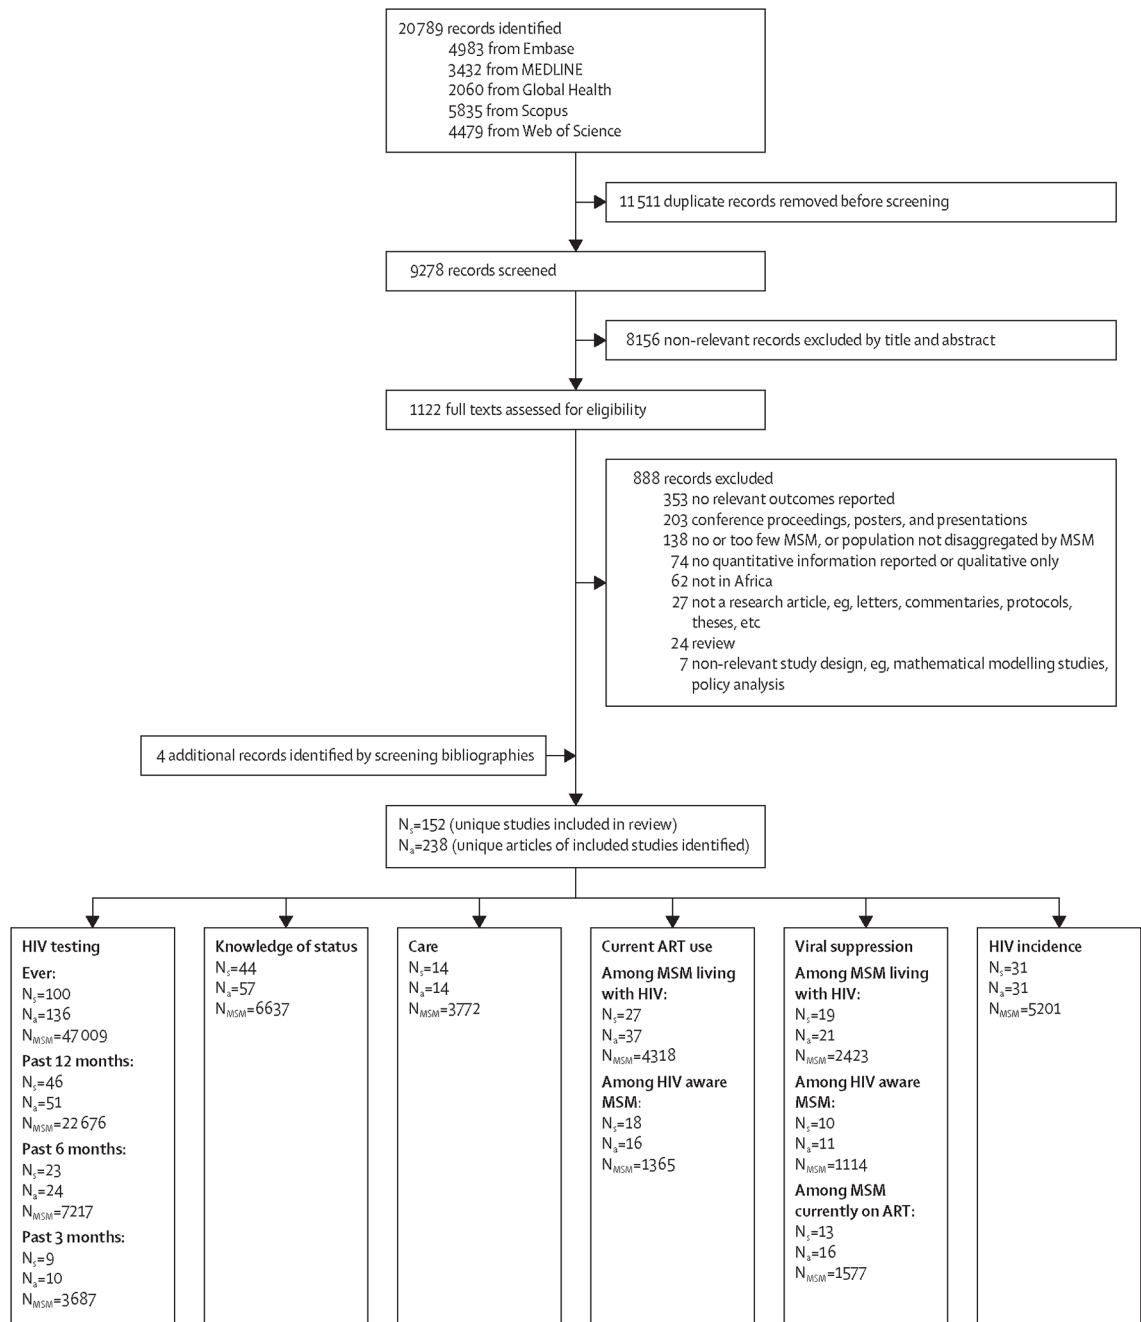 20789 records identified
4983 from Embase
3432 from MEDLINE
2060 from Global Health
5835 from Scopus
4479 from Web of Science
11 511 duplicate records removed before screening
9278 records screened
8156 non-relevant records excluded by title and abstract
1122 full texts assessed for eligibility
888 records excluded
353 no relevant outcomes reported
203 conference proceedings, posters, and presentations
138 no or too few MSM, or population not disaggregated by MSM
74 no quantitative information reported or qualitative only
62 not in Africa
27 not a research article, eg, letters, commentaries, protocols,
theses, etc
24 review
7 non-relevant study design, eg, mathematical modelling studies,
policy analysis
4 additional records identified by screening bibliographies
Ns=152 (unique studies included in review)
Na=238 (unique articles of included studies identified)
HIV testing
Ever:
Ns=100
Na=136
NMSM=47 009
Past 12 months:
Ns=46
Na=51
NMSM=22 676
Past 6 months:
Ns=23
Na=24
NMSM=7217
Past 3 months:
Ns=9
Na=10
NMSM=3687
Knowledge of status
Ns=44
Na=57
NMSM=6637
Care
Ns=14
Na=14
NMSM=3772
Current ART use
Among MSM living
with HIV:
Ns=27
Na=37
NMSM=4318
Among HIV aware
MSM:
Ns=18
Na=16
NMSM=1365
Viral suppression
Among MSM living
with HIV:
Ns=19
Na=21
NMSM=2423
Among HIV aware
MSM:
Ns=10
Na=11
NMSM=1114
Among MSM
currently on ART:
Ns=13
Na=16
NMSM=1577
HIV incidence
Ns=31
Na=31
NMSM=5201